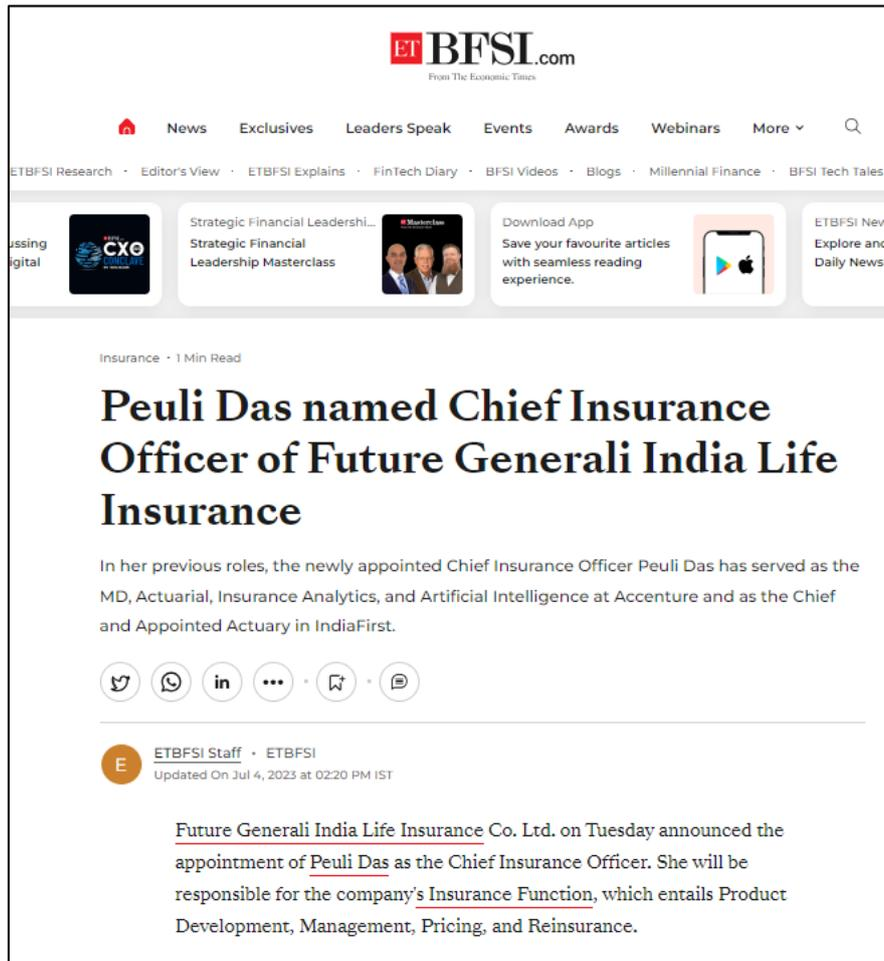 ET BFSI.com
From The Economic Times
News Exclusives Leaders Speak Events Awards Webinars More
ETBFSI Research · Editor's View · ETBFSI Explains · FinTech Diary · BFSI Videos · Blogs · Millennial Finance · BFSI Tech Tales
ussing
igital
CXO
CONCLAVE
Strategic Financial Leadershi...
Strategic Financial
Leadership Masterclass
Masterclass
Download App
Save your favourite articles
with seamless reading
experience.
ETBFSI New
Explore and
Daily News
Insurance · 1 Min Read
Peuli Das named Chief Insurance
Officer of Future Generali India Life
Insurance
In her previous roles, the newly appointed Chief Insurance Officer Peuli Das has served as the
MD, Actuarial, Insurance Analytics, and Artificial Intelligence at Accenture and as the Chief
and Appointed Actuary in IndiaFirst.
in
E
ETBFSI Staff · ETBFSI
Updated On Jul 4, 2023 at 02:20 PM IST
Future Generali India Life Insurance Co. Ltd. on Tuesday announced the
appointment of Peuli Das as the Chief Insurance Officer. She will be
responsible for the company's Insurance Function, which entails Product
Development, Management, Pricing, and Reinsurance.